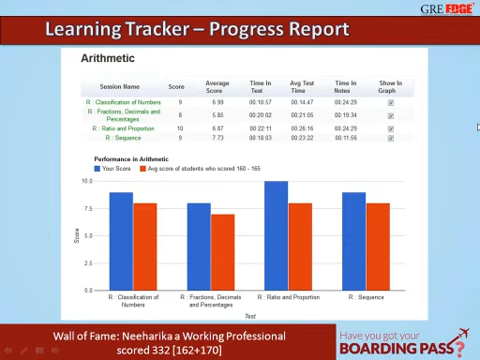 GRE EDGE
Learning Tracker – Progress Report
Arithmetic
Session Name Score Average Score Time In Test Avg Test Time Time In Notes Show In Graph
R : Classification of Numbers 9 6.99 00:10:57 00:14:47 00:24:29
R : Fractions, Decimals and Percentages 8 5.85 00:20:02 00:21:05 00:19:34
R : Ratio and Proportion 10 6.87 00:22:11 00:26:16 00:24:29
R : Sequence 9 7.73 00:18:03 00:23:22 00:11:56
Performance in Arithmetic
Your Score Avg score of students who scored 160 - 165
10.0
7.5
5.0
2.5
0.0
Score
R : Classification of Numbers
R : Fractions, Decimals and Percentages
R : Ratio and Proportion
R : Sequence
Test
Wall of Fame: Neeharika a Working Professional
scored 332 [162+170]
Have you got your
BOARDING PASS?